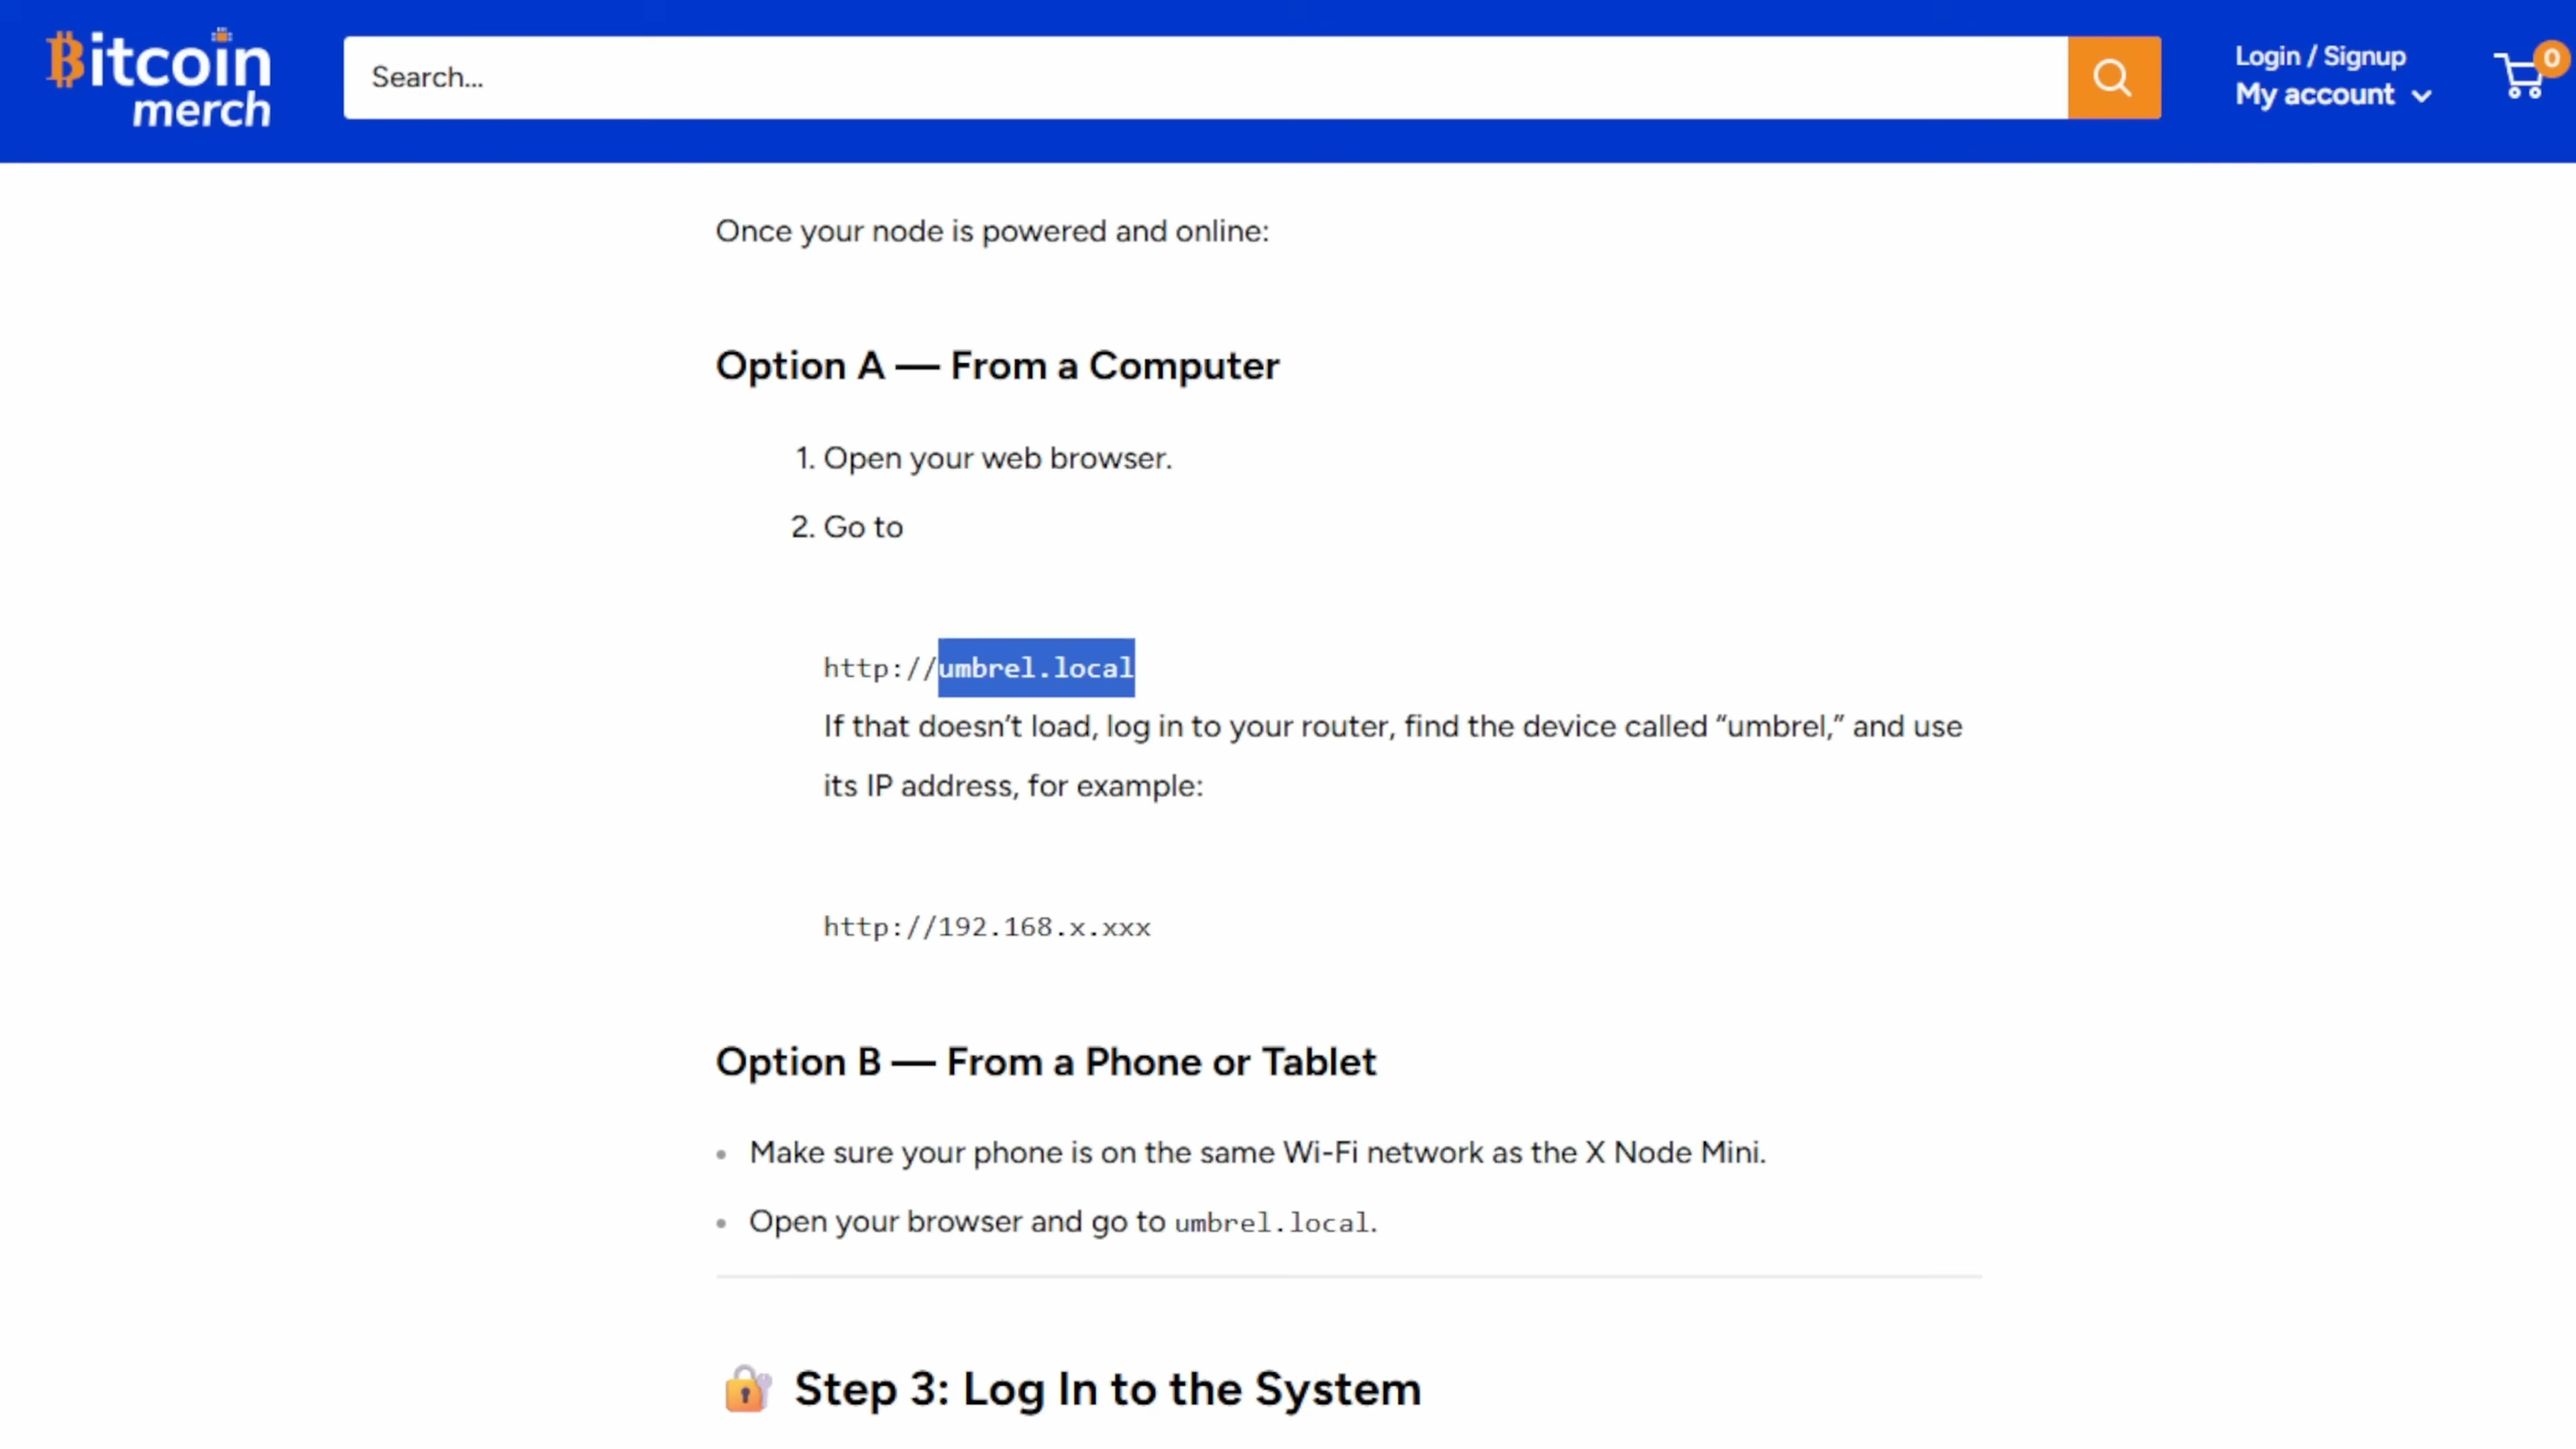 Bitcoin
merch
Search...
Login / Signup
My account
0
Once your node is powered and online:
Option A — From a Computer
1. Open your web browser.
2. Go to
http://umbrel.local
If that doesn’t load, log in to your router, find the device called “umbrel,” and use
its IP address, for example:
http://192.168.x.xxx
Option B — From a Phone or Tablet
Make sure your phone is on the same Wi-Fi network as the X Node Mini.
Open your browser and go to umbrel.local.
Step 3: Log In to the System